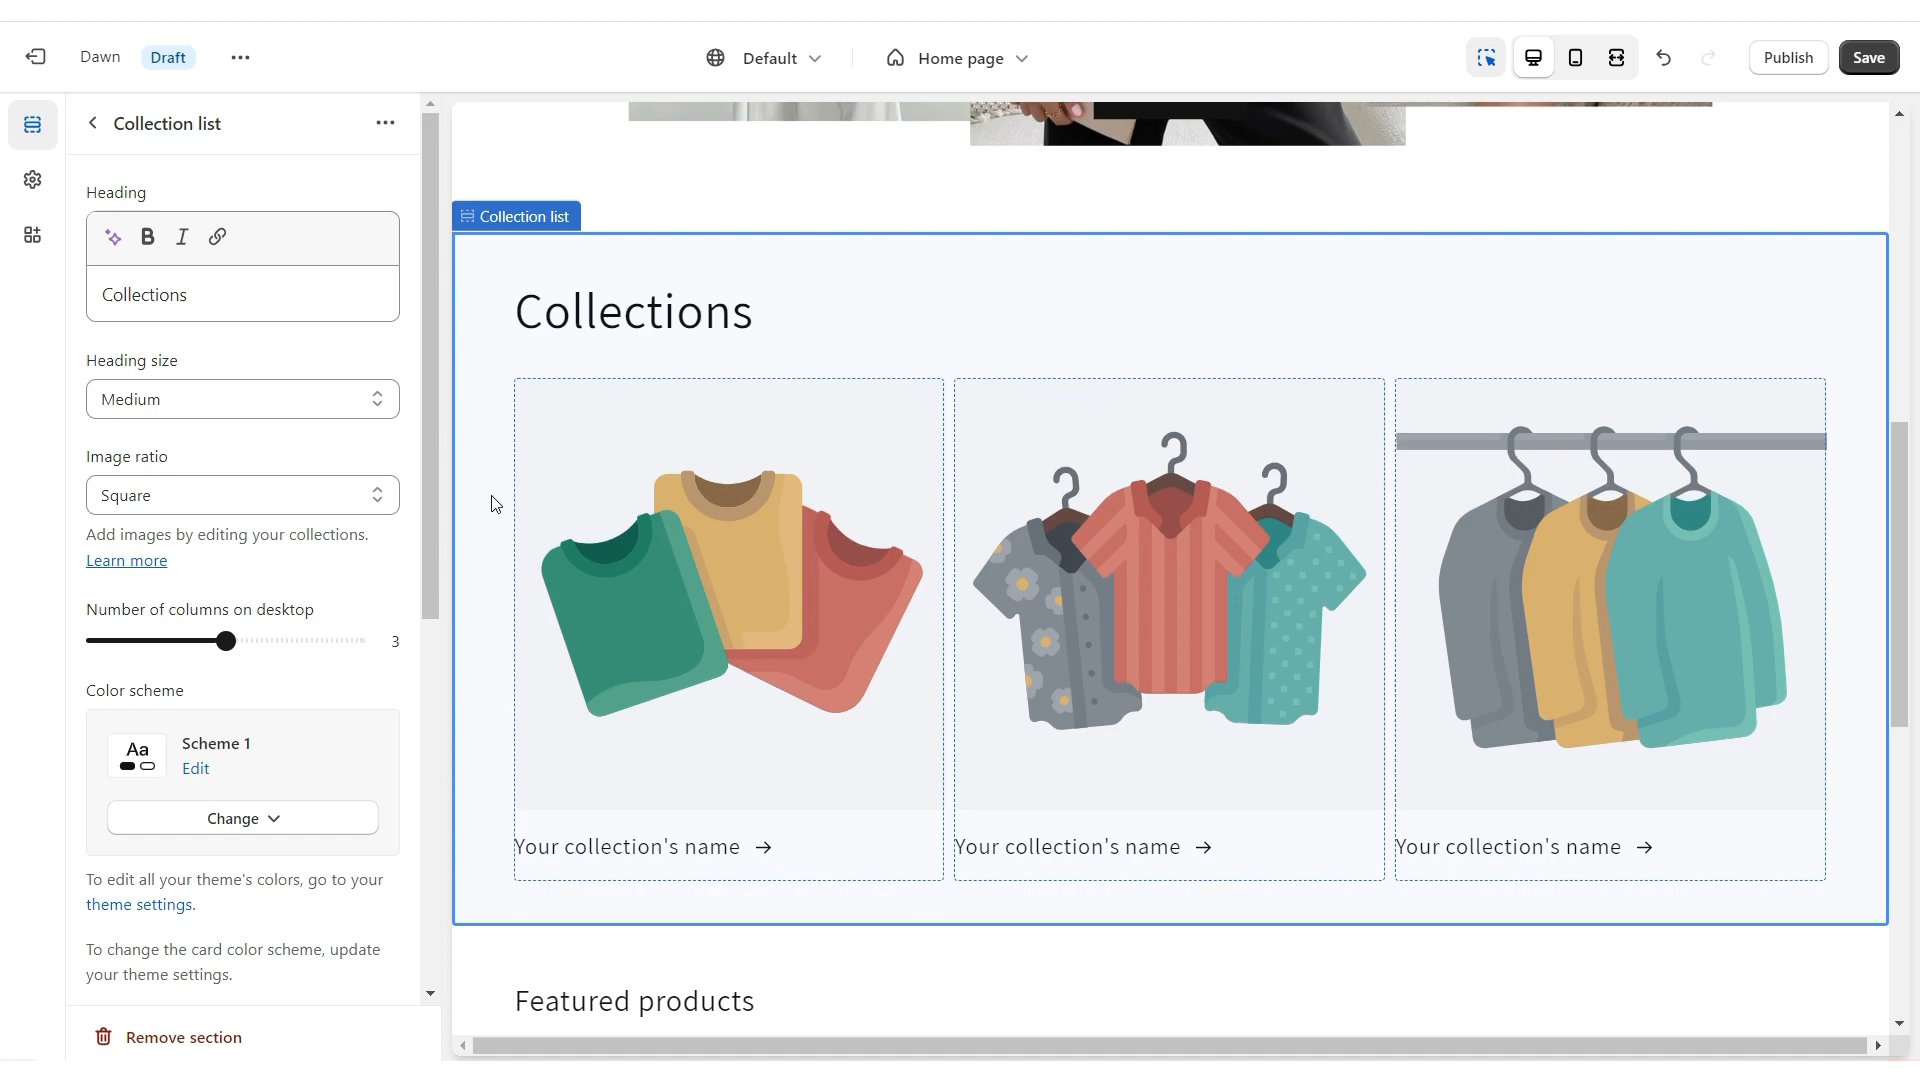 Dawn
Draft
Default
Home page
Publish
Save
Collection list
Heading
Collections
Heading size
Medium
Image ratio
Square
Add images by editing your collections.
Learn more
Number of columns on desktop
3
Color scheme
Aa
Scheme 1
Edit
Change
To edit all your theme's colors, go to your
theme settings.
To change the card color scheme, update
your theme settings.
Remove section
Collection list
Collections
Your collection's name →
Your collection's name →
Your collection's name →
Featured products